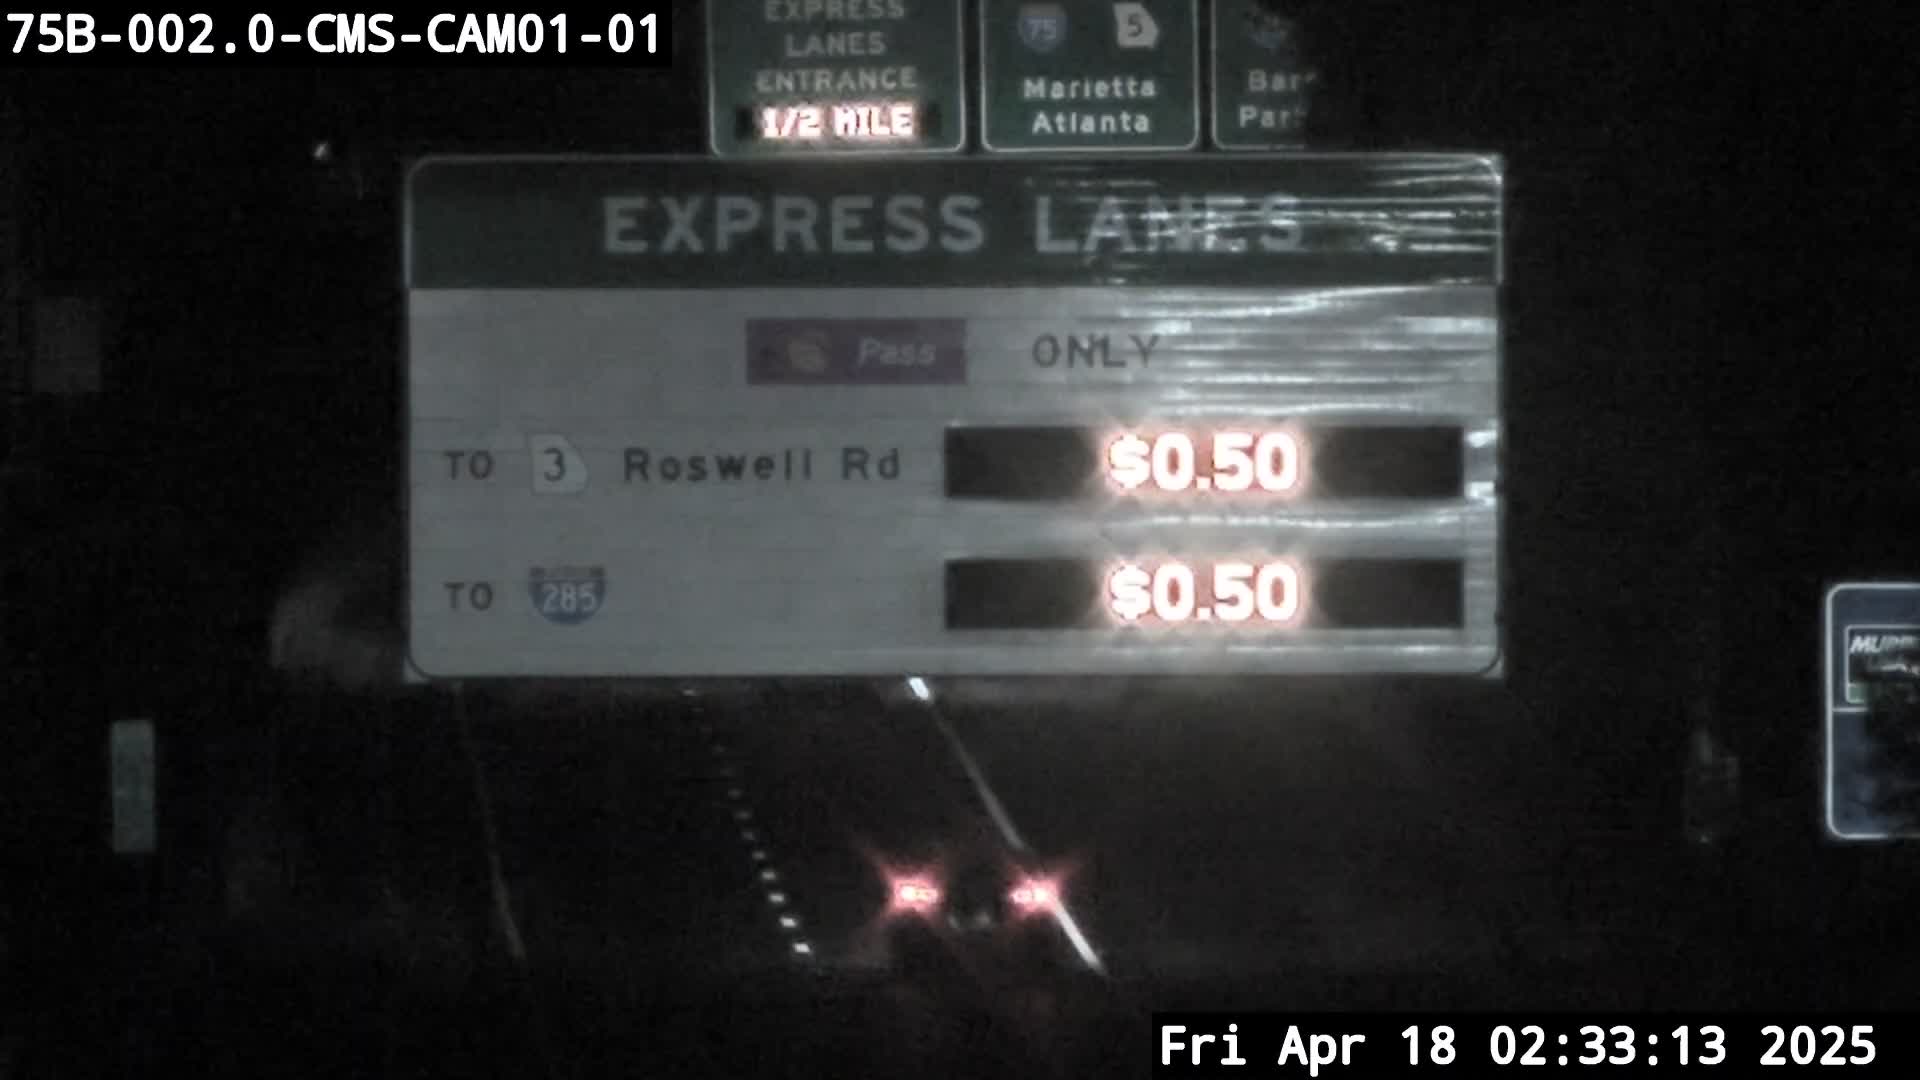 75B-002.0-CMS-CAM01-01
EXPRESS
LANES
ENTRANCE
1/2 MILE
75
5
Marietta
Atlanta
EXPRESS LANES
Pass ONLY
TO 3 Roswell Rd $0.50
TO 285 $0.50
Fri Apr 18 02:33:13 2025